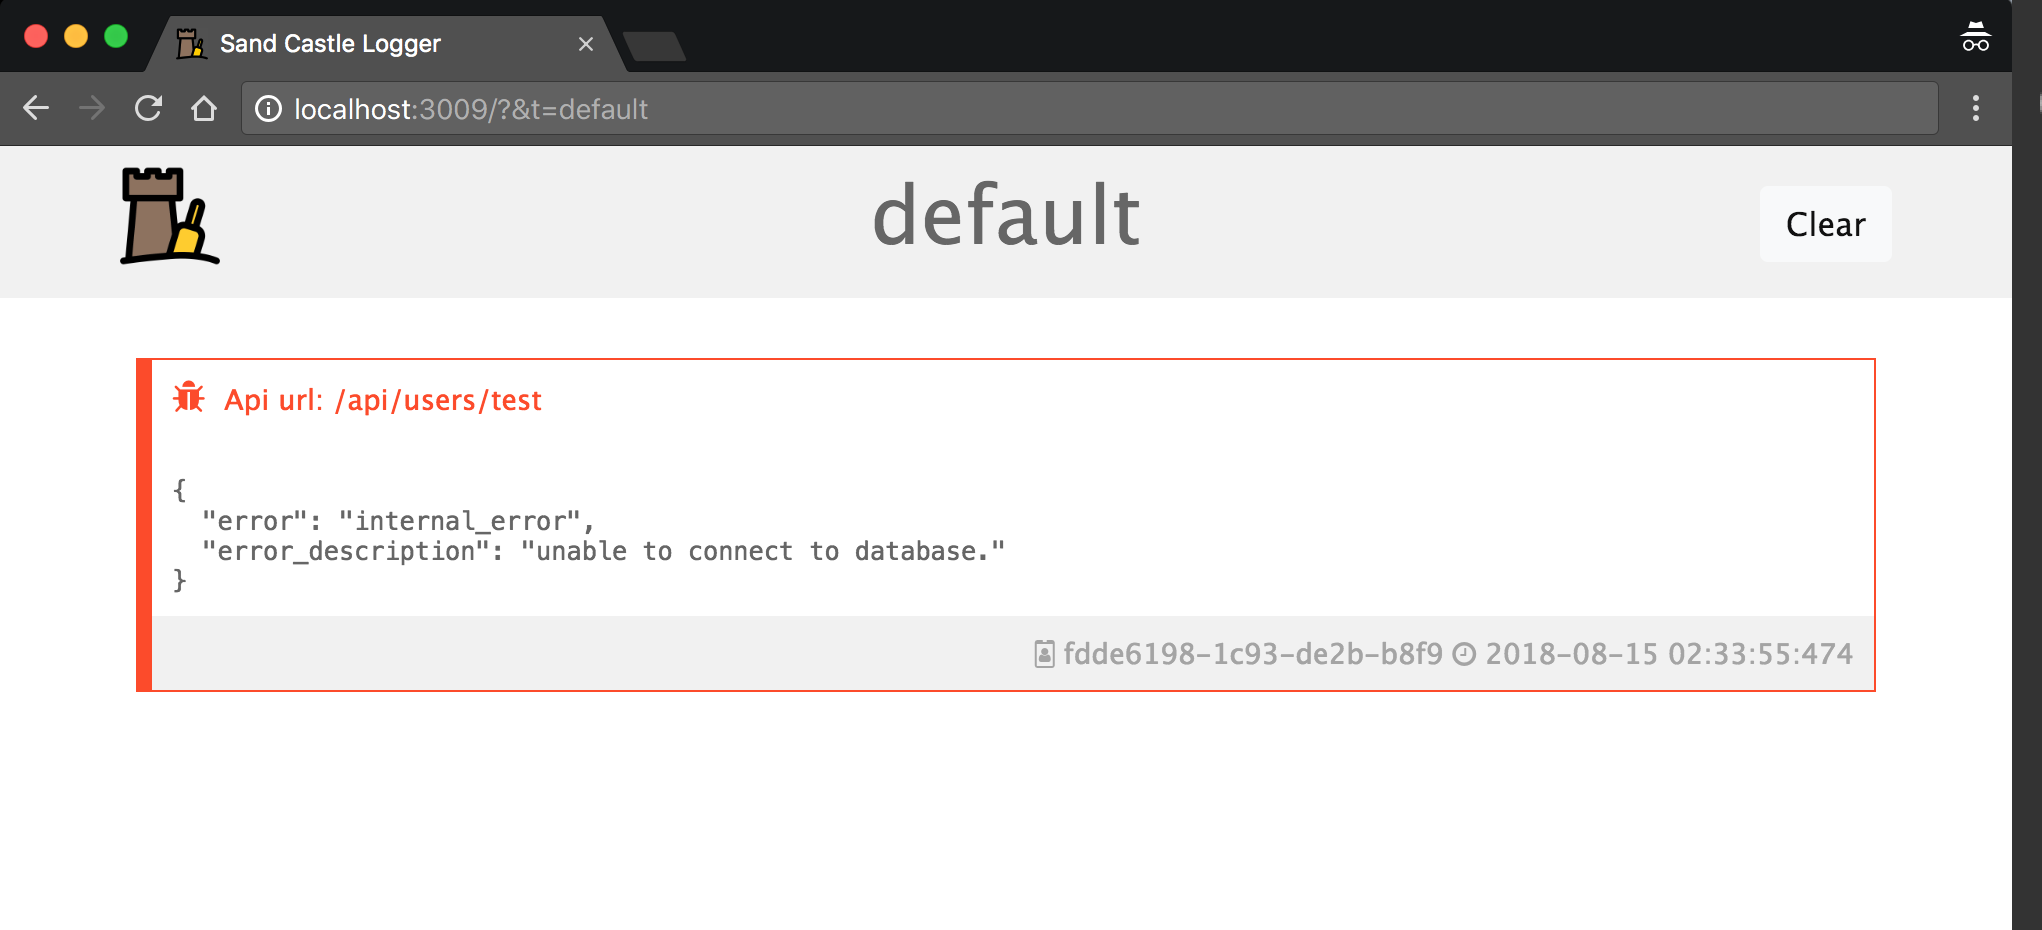 Sand Castle Logger
localhost:3009/?&t=default
default
Clear
Api url: /api/users/test
{
"error": "internal_error",
"error_description": "unable to connect to database."
}
fdde6198-1c93-de2b-b8f9 2018-08-15 02:33:55:474